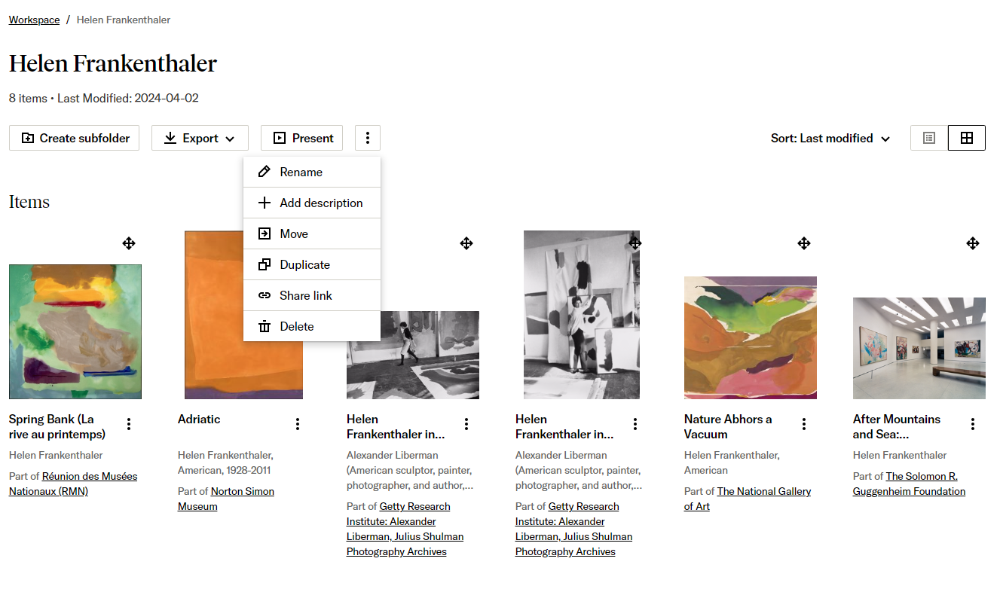 Workspace / Helen Frankenthaler
Helen Frankenthaler
8 items • Last Modified: 2024-04-02
Create subfolder
Export
Present
Sort: Last modified
Rename
Add description
Move
Duplicate
Share link
Delete
Items
Spring Bank (La
rive au printemps)
Helen Frankenthaler
Part of Réunion des Musées
Nationaux (RMN)
Adriatic
Helen Frankenthaler,
American, 1928-2011
Part of Norton Simon
Museum
Helen
Frankenthaler in...
Alexander Liberman
(American sculptor, painter,
photographer, and author,...
Part of Getty Research
Institute: Alexander
Liberman, Julius Shulman
Photography Archives
Helen
Frankenthaler in...
Alexander Liberman
(American sculptor, painter,
photographer, and author,...
Part of Getty Research
Institute: Alexander
Liberman, Julius Shulman
Photography Archives
Nature Abhors a
Vacuum
Helen Frankenthaler,
American
Part of The National Gallery
of Art
After Mountains
and Sea:...
Helen Frankenthaler
Part of The Solomon R.
Guggenheim Foundation